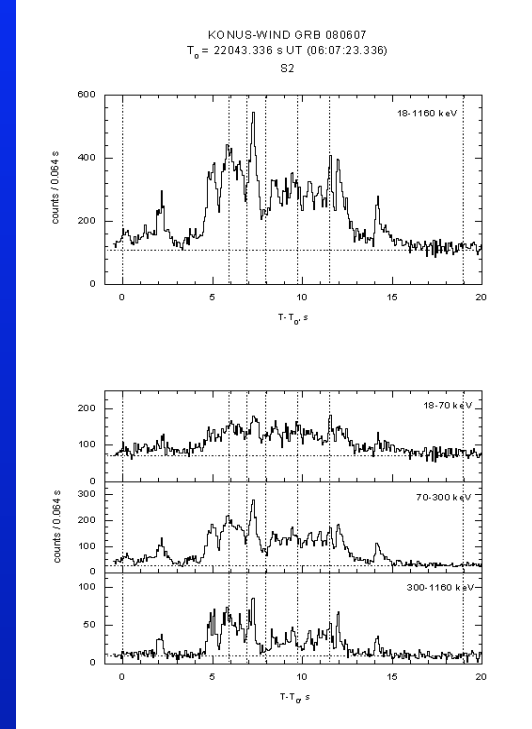 KONUS-WIND GRB 080607
T₀ = 22043.336 s UT (06:07:23.336)
S2
18-1160 keV
600
400
200
0
counts / 0.064 s
0 5 10 15 20
T-T₀, s
18-70 keV
200
100
0
70-300 keV
300
200
100
0
counts / 0.064 s
300-1160 keV
100
50
0
0 5 10 15 20
T-T₀, s